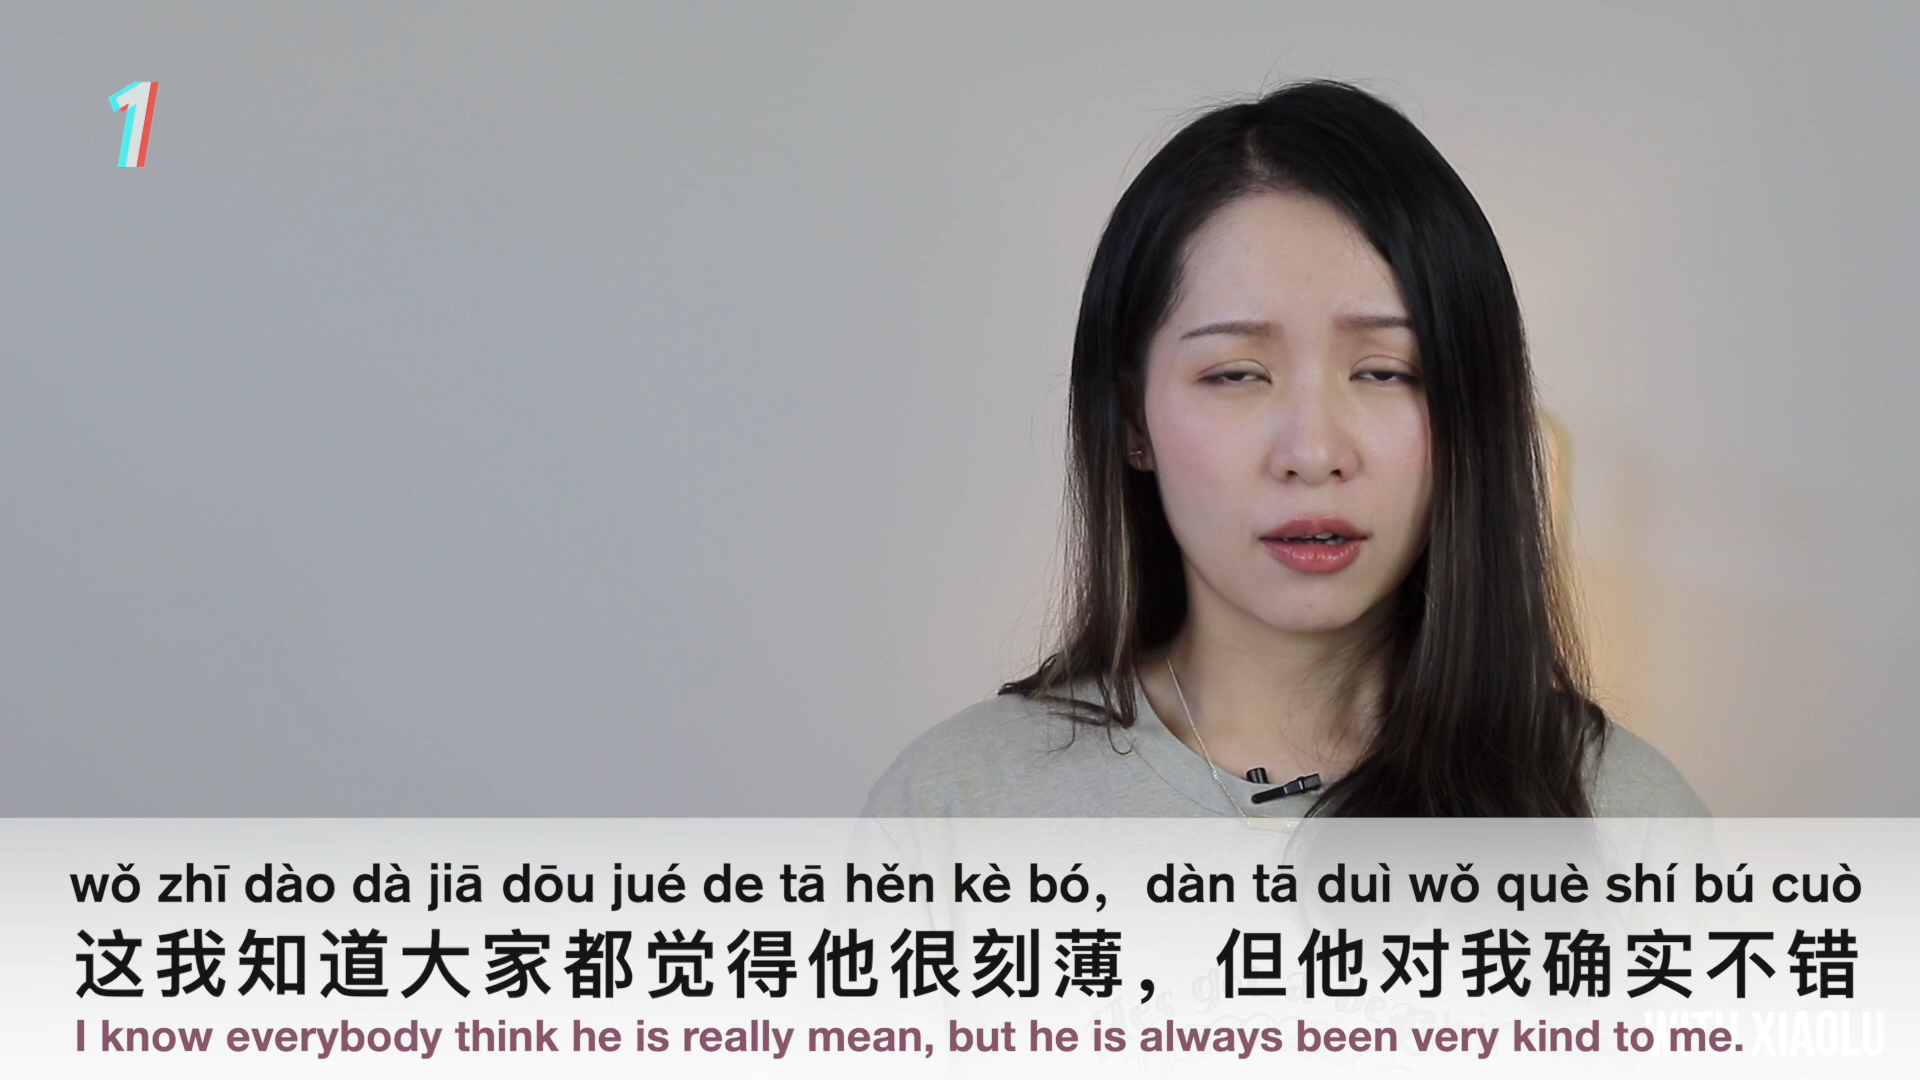 1
wǒ zhī dào dà jiā dōu jué de tā hěn kè bó，dàn tā duì wǒ què shí bú cuò
这我知道大家都觉得他很刻薄，但他对我确实不错
I know everybody think he is really mean, but he is always been very kind to me.
WITH XIAOLU